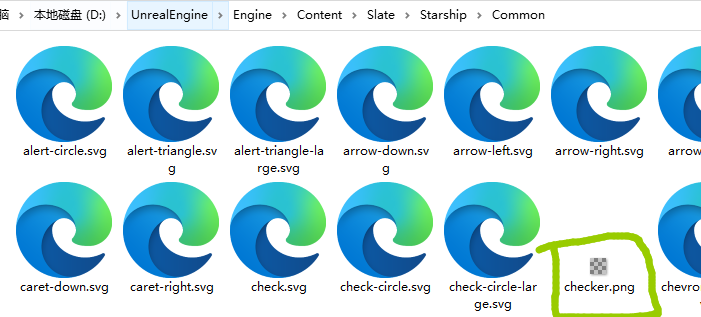 脑 > 本地磁盘 (D:) > UnrealEngine > Engine > Content > Slate > Starship > Common
alert-circle.svg
alert-triangle.sv
g
alert-triangle-la
rge.svg
arrow-down.sv
g
arrow-left.svg
arrow-right.svg
arrow
caret-down.svg
caret-right.svg
check.svg
check-circle.svg
check-circle-lar
ge.svg
checker.png
chevro